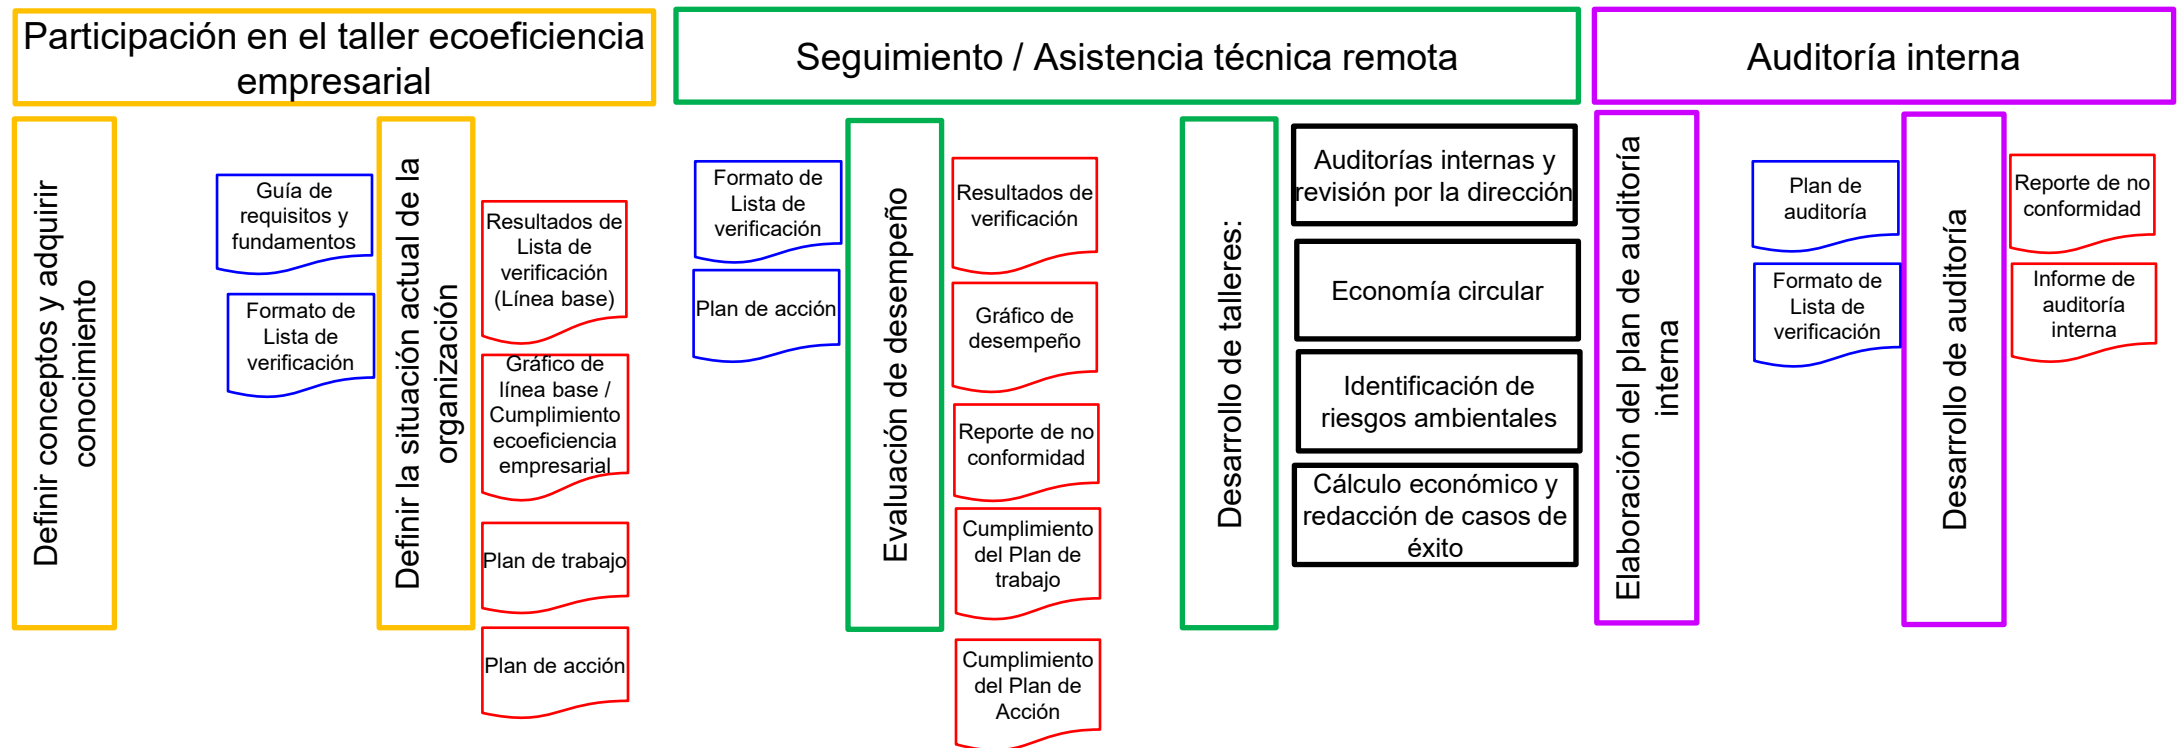 Participación en el taller ecoeficiencia
empresarial
Seguimiento / Asistencia técnica remota
Auditoría interna
Definir conceptos y adquirir
conocimiento
Guía de
requisitos y
fundamentos
Formato de
Lista de
verificación
Definir la situación actual de la
organización
Resultados de
Lista de
verificación
(Línea base)
Gráfico de
línea base /
Cumplimiento
ecoeficiencia
empresarial
Plan de trabajo
Plan de acción
Formato de
Lista de
verificación
Plan de acción
Evaluación de desempeño
Resultados de
verificación
Gráfico de
desempeño
Reporte de no
conformidad
Cumplimiento
del Plan de
trabajo
Cumplimiento
del Plan de
Acción
Desarrollo de talleres:
Auditorías internas y
revisión por la dirección
Economía circular
Identificación de
riesgos ambientales
Cálculo económico y
redacción de casos de
éxito
Elaboración del plan de auditoría
interna
Plan de
auditoría
Formato de
Lista de
verificación
Desarrollo de auditoría
Reporte de no
conformidad
Informe de
auditoría
interna